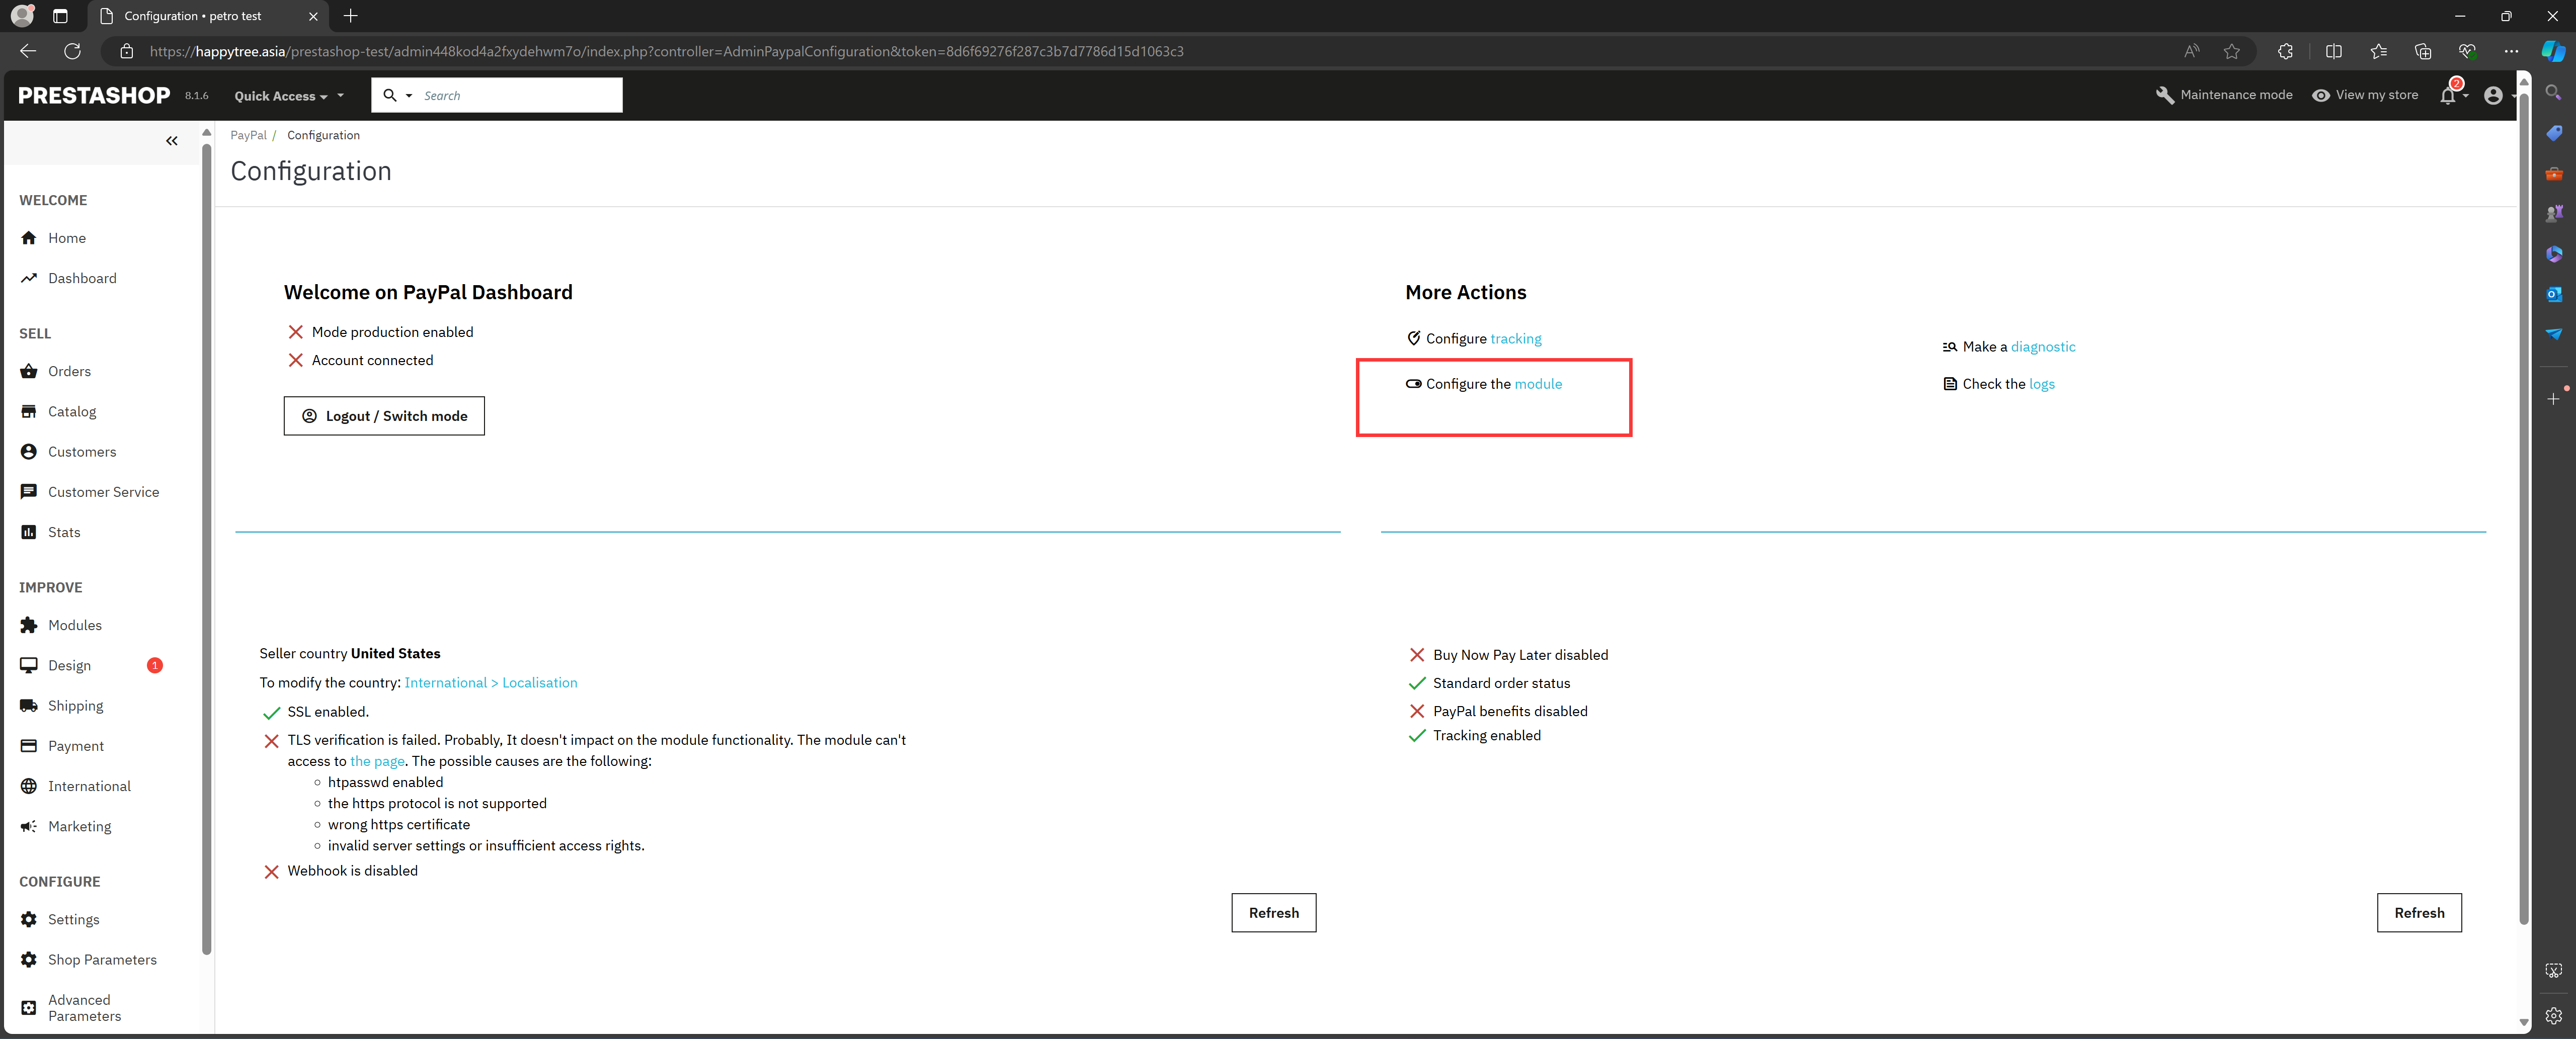 Configuration • petro test
https://happytree.asia/prestashop-test/admin448kod4a2fxydehwm7o/index.php?controller=AdminPaypalConfiguration&token=8d6f69276f287c3b7d7786d15d1063c3
PRESTASHOP 8.1.6 Quick Access Search Maintenance mode View my store 2
PayPal / Configuration
Configuration
WELCOME
Home
Dashboard
SELL
Orders
Catalog
Customers
Customer Service
Stats
IMPROVE
Modules
Design 1
Shipping
Payment
International
Marketing
CONFIGURE
Settings
Shop Parameters
Advanced
Parameters
Welcome on PayPal Dashboard
Mode production enabled
Account connected
Logout / Switch mode
More Actions
Configure tracking
Make a diagnostic
Configure the module
Check the logs
Seller country United States
To modify the country: International > Localisation
SSL enabled.
TLS verification is failed. Probably, It doesn't impact on the module functionality. The module can't
access to the page. The possible causes are the following:
htpasswd enabled
the https protocol is not supported
wrong https certificate
invalid server settings or insufficient access rights.
Webhook is disabled
Refresh
Buy Now Pay Later disabled
Standard order status
PayPal benefits disabled
Tracking enabled
Refresh